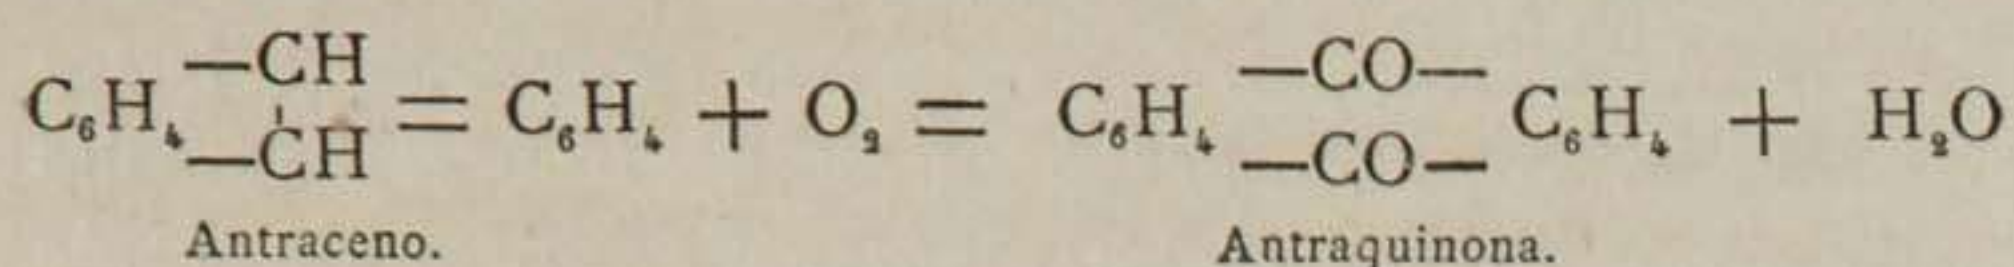 —CH —CO—
C₆H₄ = C₆H₄ + O₂ = C₆H₄ C₆H₄ + H₂O
—CH —CO—
Antraceno. Antraquinona.